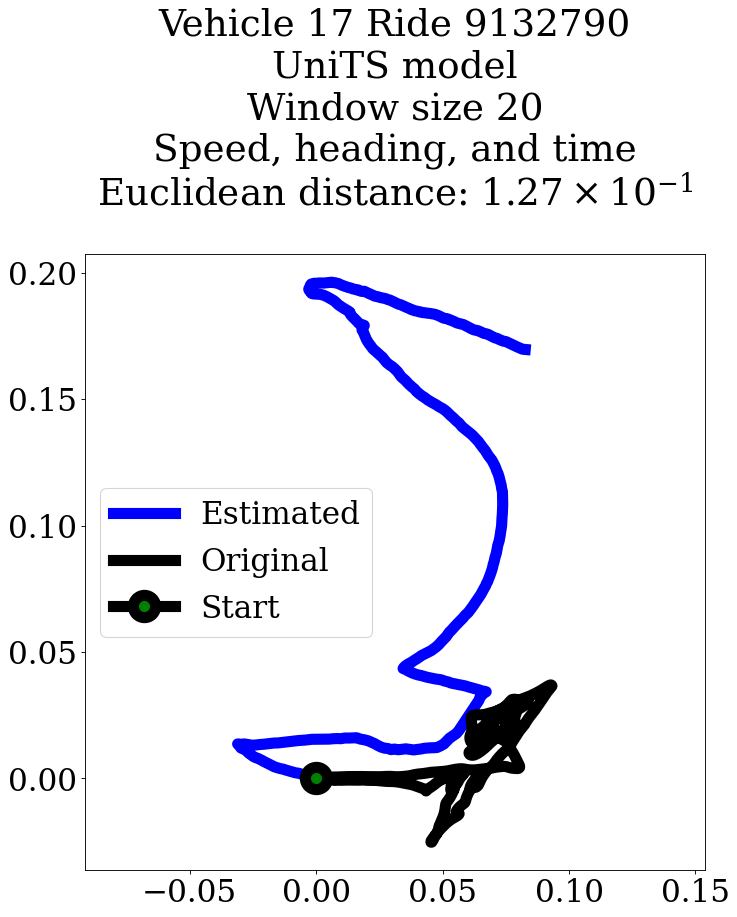 Vehicle 17 Ride 9132790
UniTS model
Window size 20
Speed, heading, and time
Euclidean distance: 1.27 × 10⁻¹
0.20
0.15
0.10
0.05
0.00
Estimated
Original
Start
−0.05 0.00 0.05 0.10 0.15